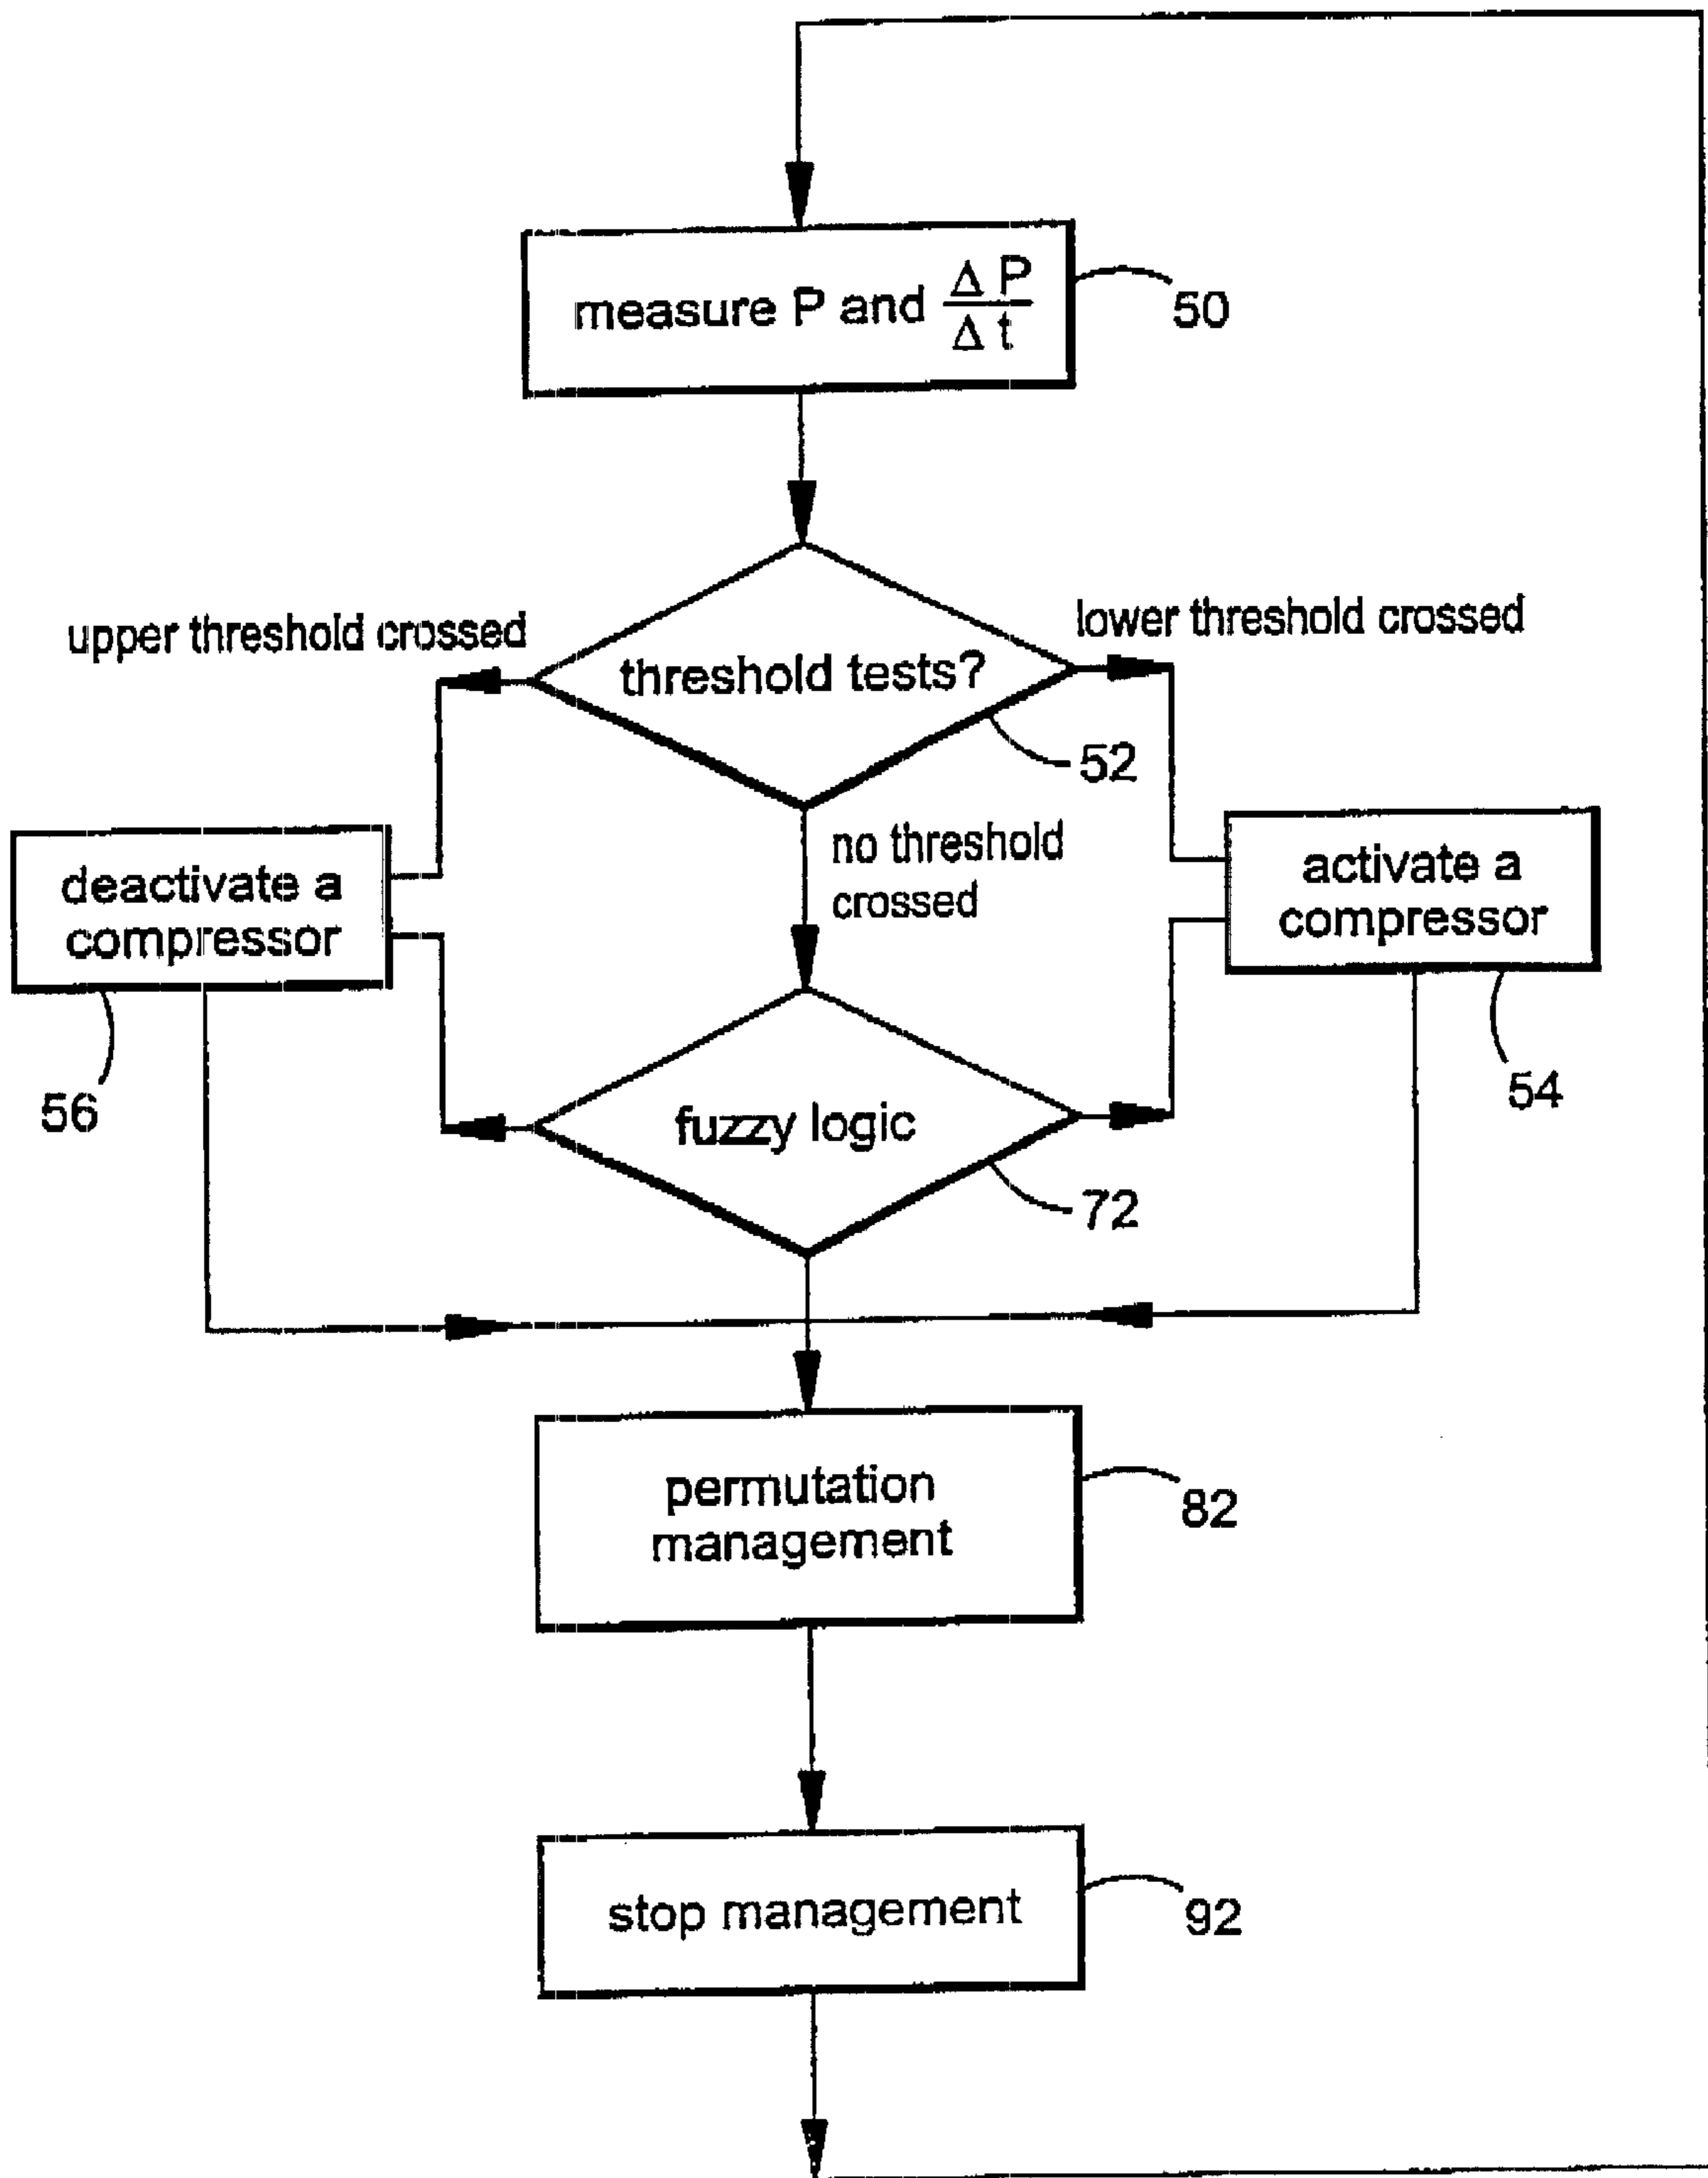 measure P and ΔP/Δt
50
upper threshold crossed
lower threshold crossed
threshold tests?
52
no threshold
crossed
deactivate a
compressor
activate a
compressor
56
54
fuzzy logic
72
permutation
management
82
stop management
92